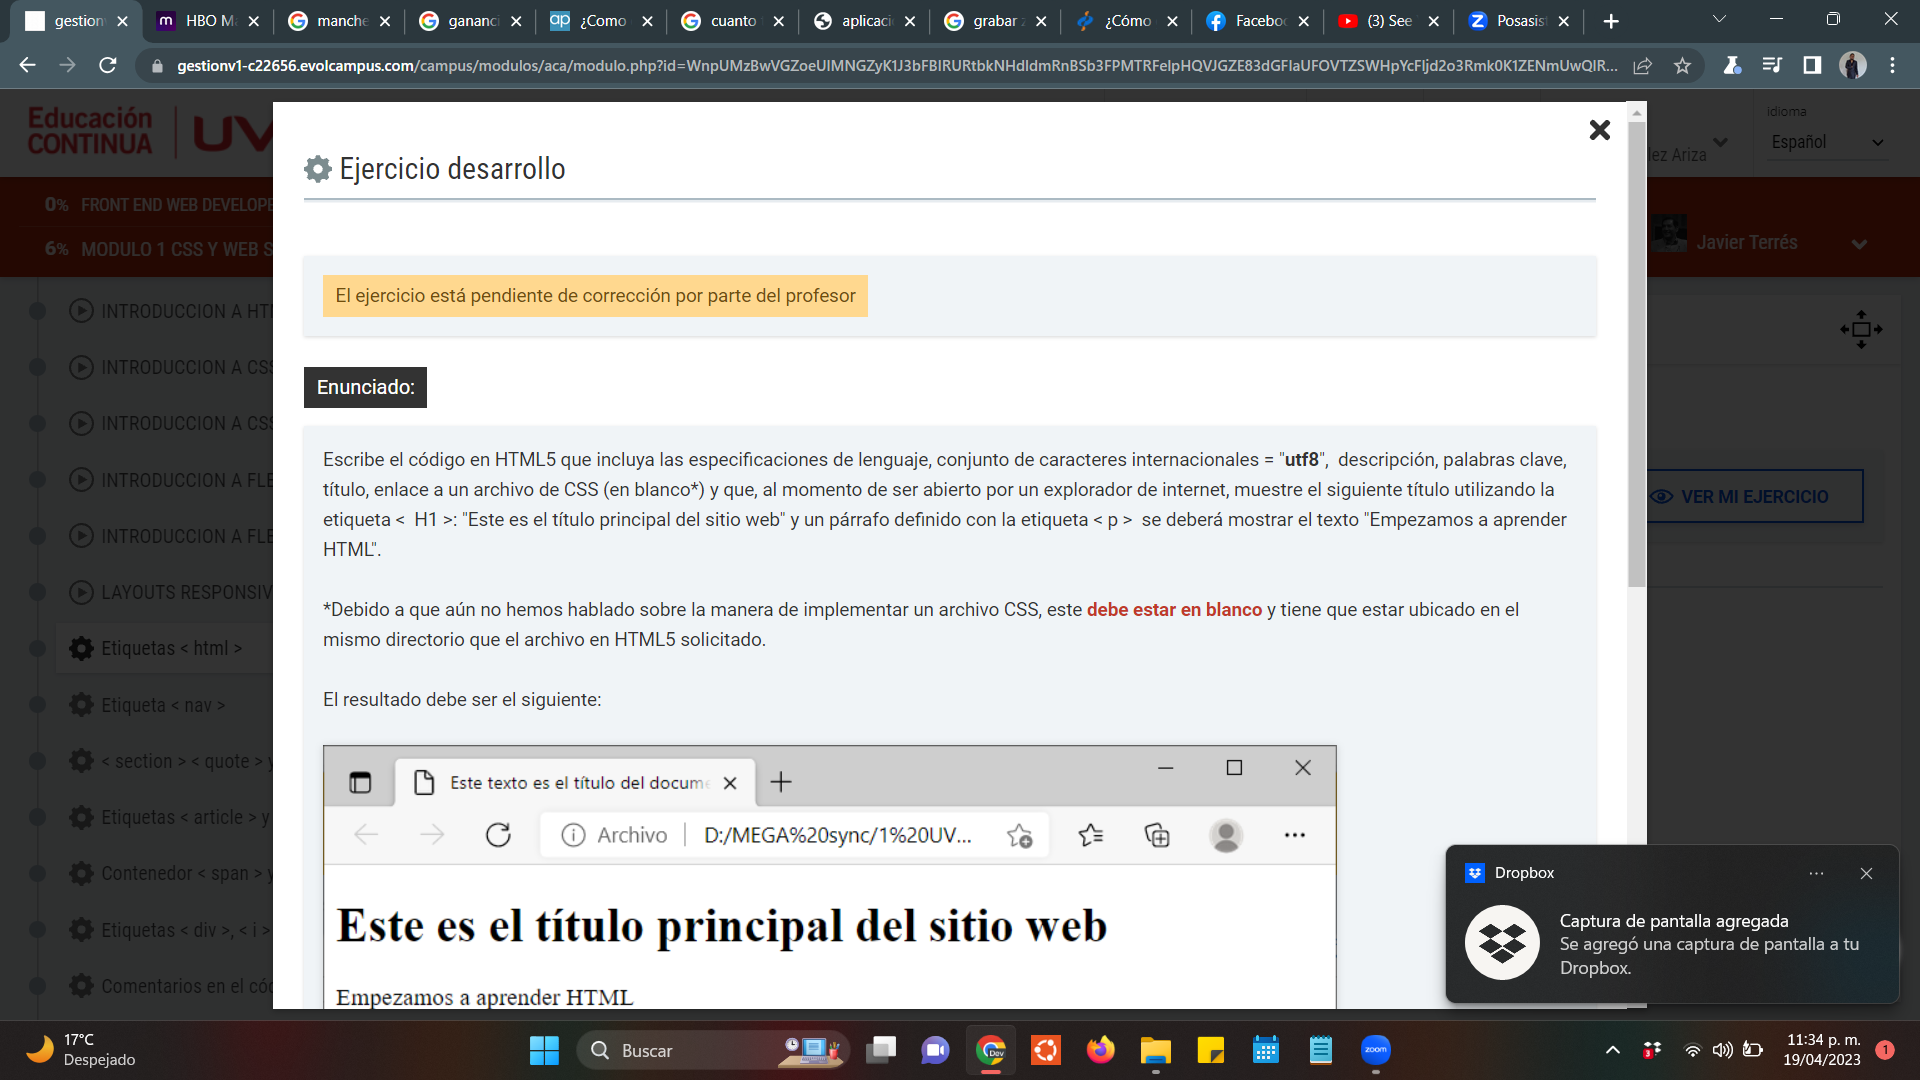 gestion
HBO M
manche
gananci
¿Como
cuanto
aplicaci
grabar
¿Cómo
Faceboo
(3) See
Posasist
gestionv1-c22656.evolcampus.com/campus/modulos/aca/modulo.php?id=
Educación
CONTINUA
UV
lez Ariza
idioma
Español
0% FRONT END WEB DEVELOPE
6% MODULO 1 CSS Y WEB S
Javier Terrés
INTRODUCCION A HT
INTRODUCCION A CSS
INTRODUCCION A CSS
INTRODUCCION A FLE
INTRODUCCION A FLE
LAYOUTS RESPONSIV
Etiquetas < html >
Etiqueta < nav >
< section > < quote > y
Etiquetas < article > y
Contenedor < span > y
Etiquetas < div >, < i >
Comentarios en el cód
VER MI EJERCICIO
Ejercicio desarrollo
El ejercicio está pendiente de corrección por parte del profesor
Enunciado:
Escribe el código en HTML5 que incluya las especificaciones de lenguaje, conjunto de caracteres internacionales = "utf8", descripción, palabras clave,
título, enlace a un archivo de CSS (en blanco*) y que, al momento de ser abierto por un explorador de internet, muestre el siguiente título utilizando la
etiqueta < H1 >: "Este es el título principal del sitio web" y un párrafo definido con la etiqueta < p > se deberá mostrar el texto "Empezamos a aprender
HTML".
*Debido a que aún no hemos hablado sobre la manera de implementar un archivo CSS, este debe estar en blanco y tiene que estar ubicado en el
mismo directorio que el archivo en HTML5 solicitado.
El resultado debe ser el siguiente:
Este texto es el título del docume
Archivo
D:/MEGA%20sync/1%20UV...
Este es el título principal del sitio web
Empezamos a aprender HTML
Dropbox
Captura de pantalla agregada
Se agregó una captura de pantalla a tu
Dropbox.
17°C
Despejado
Buscar
Dev
zoom
3
11:34 p. m.
19/04/2023
1